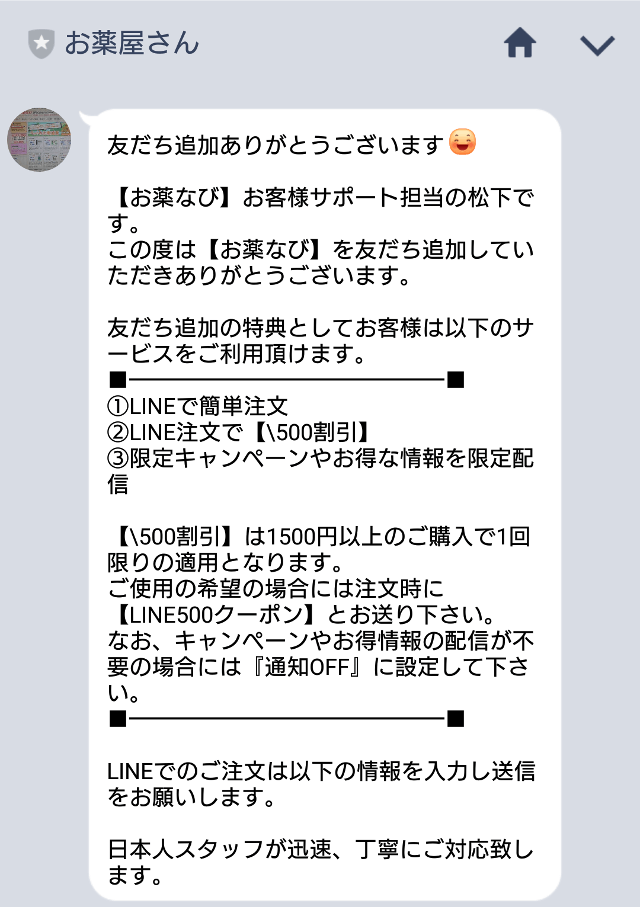 お薬屋さん
友だち追加ありがとうございます
【お薬なび】お客様サポート担当の松下で
す。
この度は【お薬なび】を友だち追加してい
ただきありがとうございます。
友だち追加の特典としてお客様は以下のサ
ービスをご利用頂けます。
■━━━━━━━━━━━━━━■
①LINEで簡単注文
②LINE注文で【\500割引】
③限定キャンペーンやお得な情報を限定配
信
【\500割引】は1500円以上のご購入で1回
限りの適用となります。
ご使用の希望の場合には注文時に
【LINE500クーポン】とお送り下さい。
なお、キャンペーンやお得情報の配信が不
要の場合には『通知OFF』に設定して下さ
い。
■━━━━━━━━━━━━━━■
LINEでのご注文は以下の情報を入力し送信
をお願いします。
日本人スタッフが迅速、丁寧にご対応致し
ます。